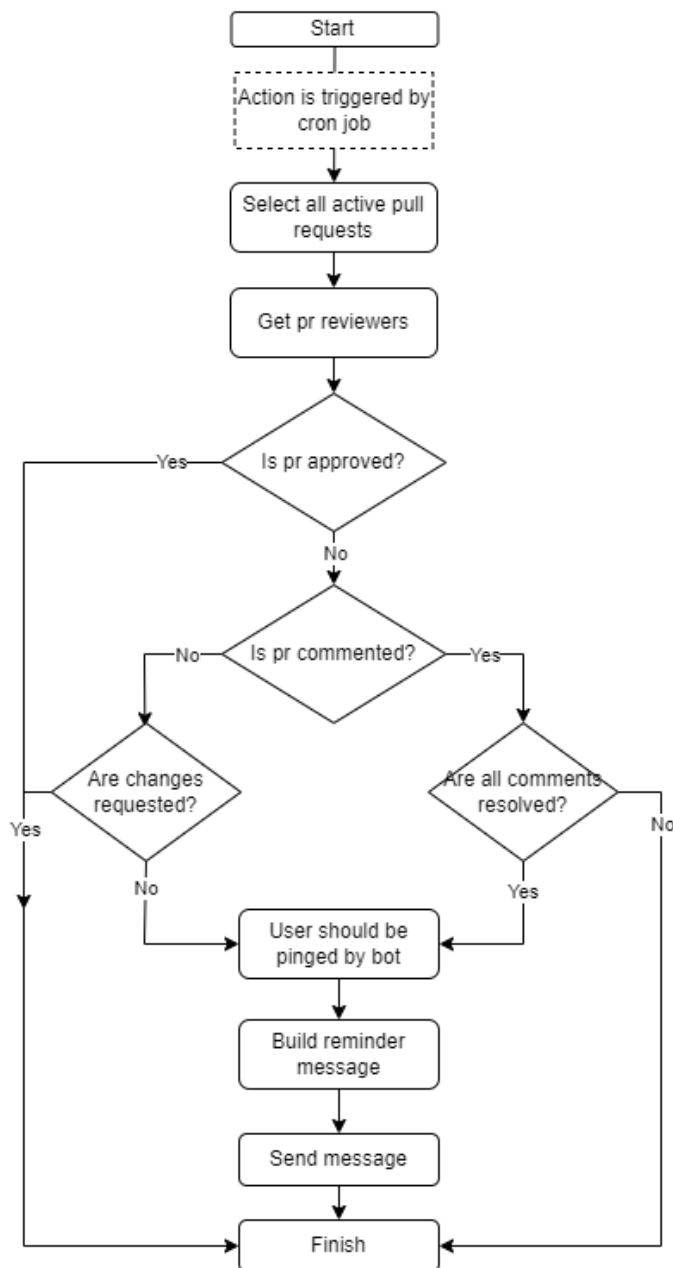 Start
Action is triggered by
cron job
Select all active pull
requests
Get pr reviewers
Yes
Is pr approved?
No
Is pr commented?
No
Yes
Are changes
requested?
Are all comments
resolved?
Yes
No
No
Yes
User should be
pinged by bot
Build reminder
message
Send message
Finish